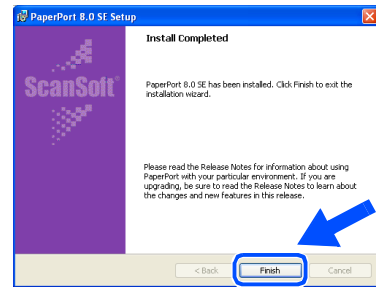 PaperPort 8.0 SE Setup
Install Completed
ScanSoft®
PaperPort 8.0 SE has been installed. Click Finish to exit the
installation wizard.
Please read the Release Notes for information about using
PaperPort with your particular environment. If you are
upgrading, be sure to read the Release Notes to learn about
the changes and new features in this release.
< Back
Finish
Cancel